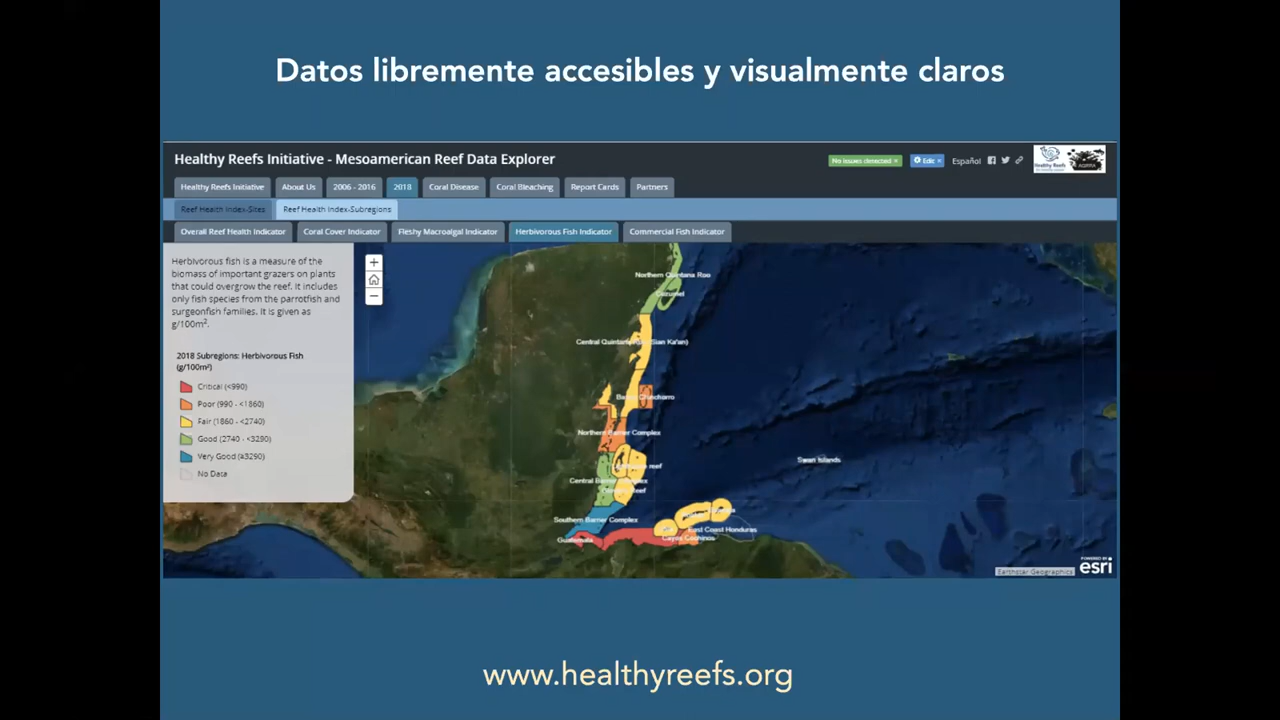 Datos libremente accesibles y visualmente claros
Healthy Reefs Initiative - Mesoamerican Reef Data Explorer
No issues detected ×
Edit ×
Español
Healthy Reefs
Healthy Reefs Initiative
About Us
2006 - 2016
2018
Coral Disease
Coral Bleaching
Report Cards
Partners
Reef Health Index-Sites
Reef Health Index-Subregions
Overall Reef Health Indicator
Coral Cover Indicator
Fleshy Macroalgal Indicator
Herbivorous Fish Indicator
Commercial Fish Indicator
Herbivorous fish is a measure of the
biomass of important grazers on plants
that could overgrow the reef. It includes
only fish species from the parrotfish and
surgeonfish families. It is given as
g/100m².
2018 Subregions: Herbivorous Fish
(g/100m²)
Critical (<990)
Poor (990 - <1860)
Fair (1860 - <2740)
Good (2740 - <3290)
Very Good (≥3290)
No Data
Northern Quintana Roo
Cozumel
Central Quintana Sian Ka'an)
Banco Chinchorro
Northern Barrier Complex
reef
Central Barrier Complex
Reef
Swan Islands
Southern Barrier Complex
East Coast Honduras
Guatemala
Cayos Cochinos
Earthstar Geographics
POWERED BY
esri
www.healthyreefs.org